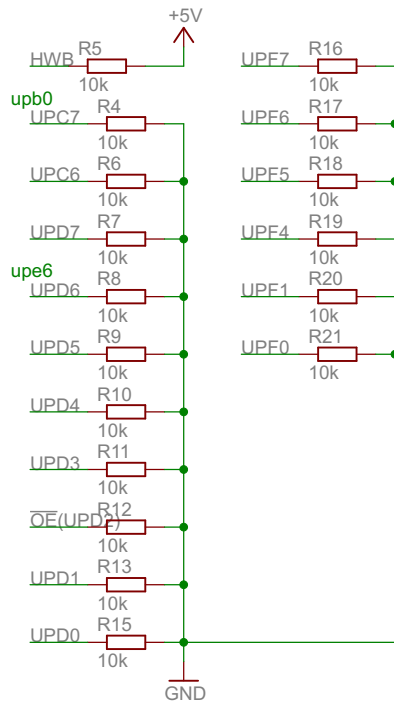 +5V
HWB R5 10k
upb0
UPC7 R4 10k
UPC6 R6 10k
UPD7 R7 10k
upe6
UPD6 R8 10k
UPD5 R9 10k
UPD4 R10 10k
UPD3 R11 10k
OE(UPD2) R12 10k
UPD1 R13 10k
UPD0 R15 10k
GND
UPF7 R16 10k
UPF6 R17 10k
UPF5 R18 10k
UPF4 R19 10k
UPF1 R20 10k
UPF0 R21 10k